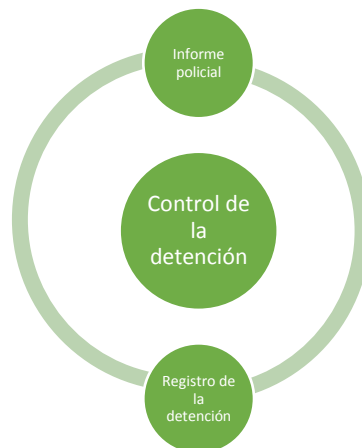 Informe
policial
Control de
la
detención
Registro de
la
detención